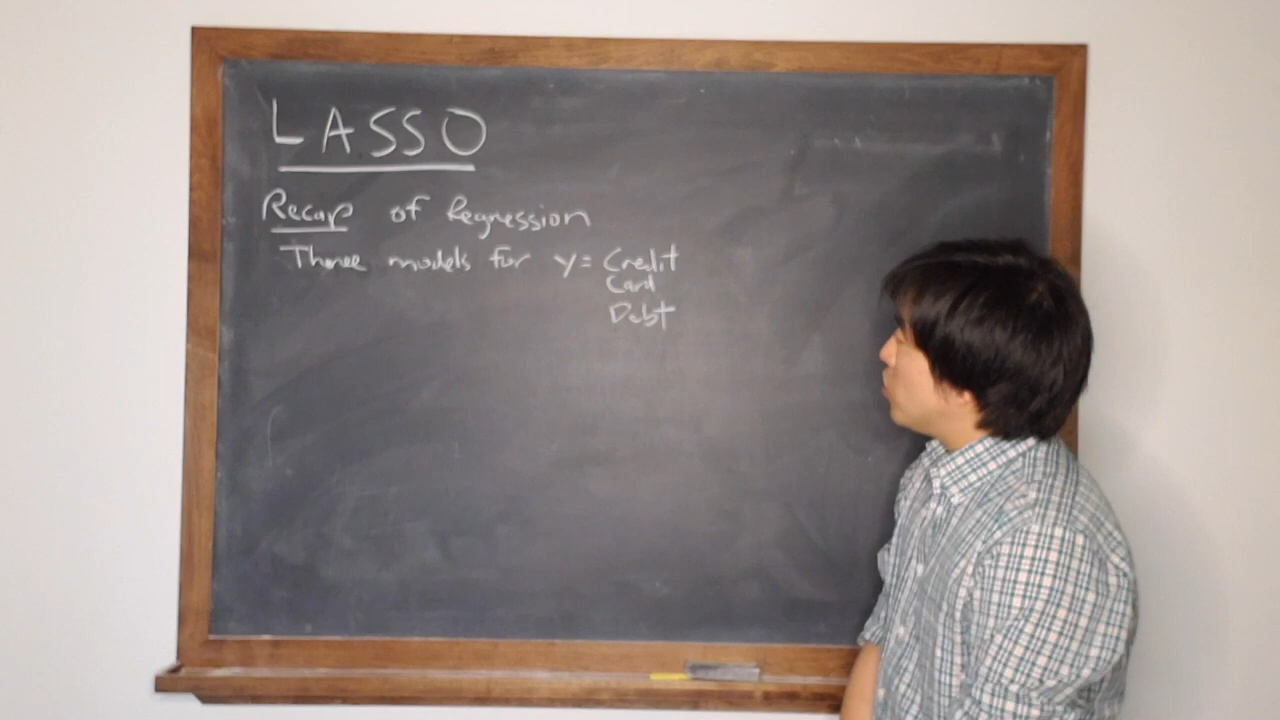 LASSO
Recap of Regression
Three models for y = Credit
Card
Debt